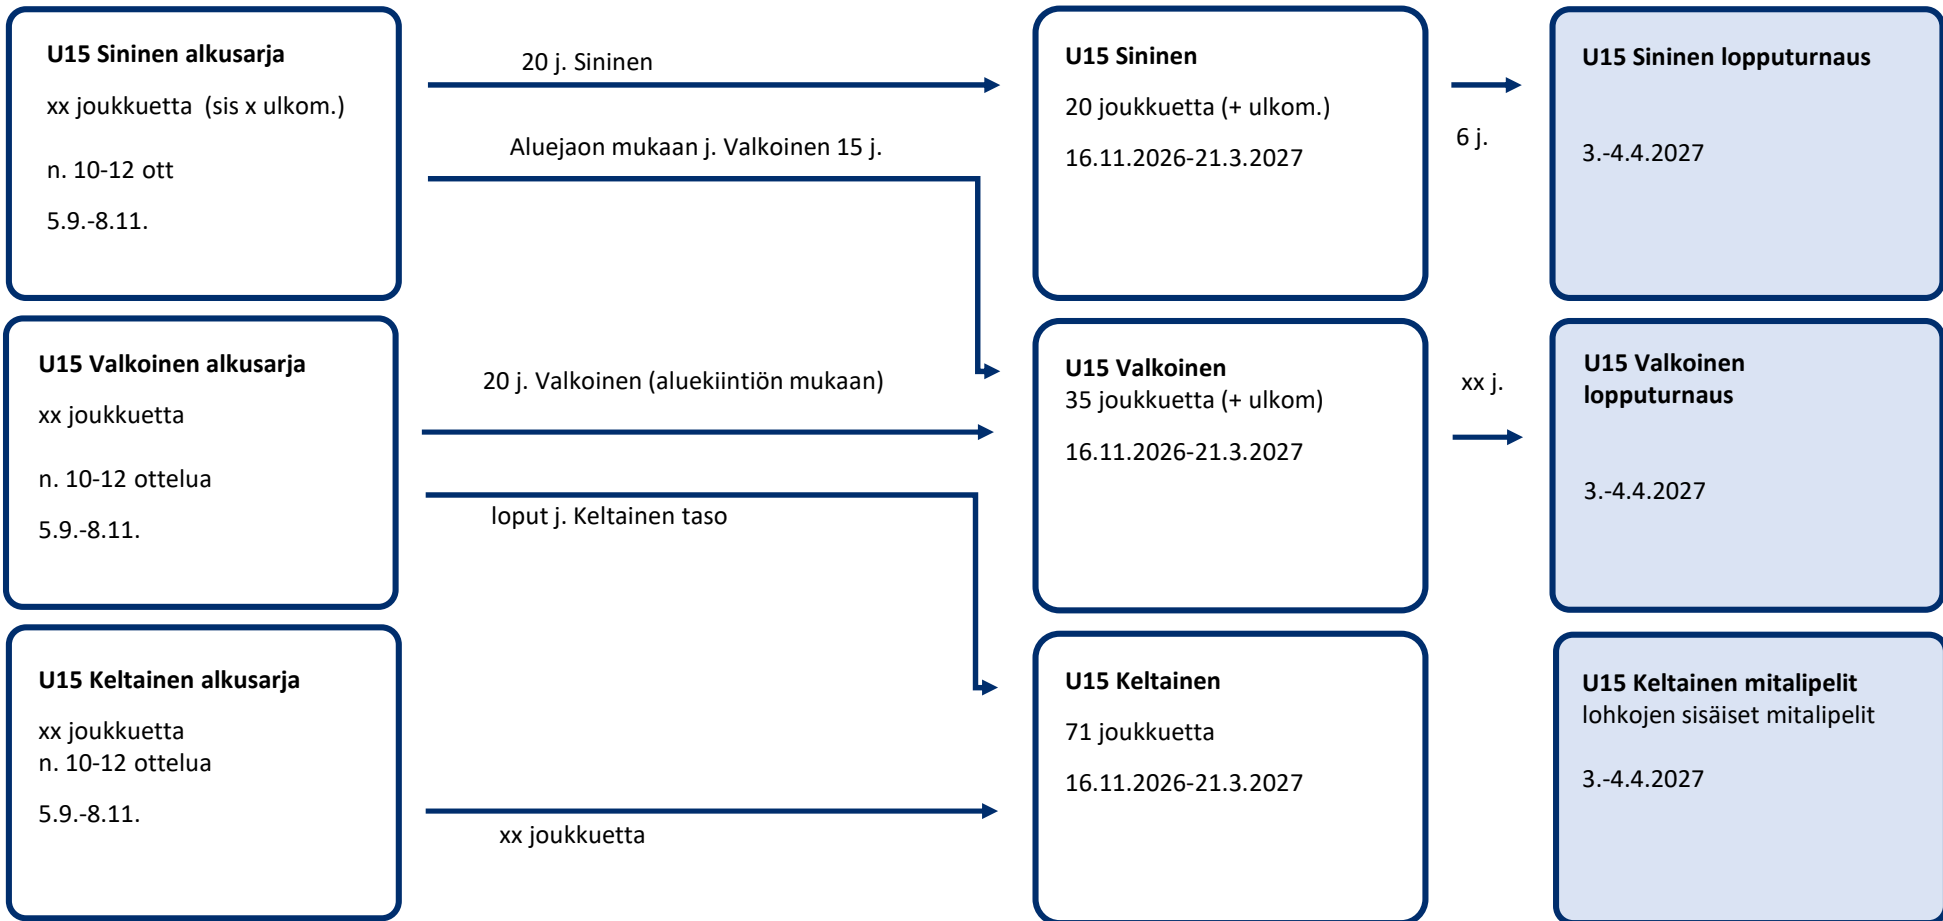 U15 Sininen alkusarja
xx joukkuetta  (sis x ulkom.)
n. 10-12 ott
5.9.-8.11.
20 j. Sininen
Aluejaon mukaan j. Valkoinen 15 j.
U15 Sininen
20 joukkuetta (+ ulkom.)
16.11.2026-21.3.2027
6 j.
U15 Sininen lopputurnaus
3.-4.4.2027
U15 Valkoinen alkusarja
xx joukkuetta
n. 10-12 ottelua
5.9.-8.11.
20 j. Valkoinen (aluekiintiön mukaan)
loput j. Keltainen taso
U15 Valkoinen
35 joukkuetta (+ ulkom)
16.11.2026-21.3.2027
xx j.
U15 Valkoinen
lopputurnaus
3.-4.4.2027
U15 Keltainen alkusarja
xx joukkuetta
n. 10-12 ottelua
5.9.-8.11.
xx joukkuetta
U15 Keltainen
71 joukkuetta
16.11.2026-21.3.2027
U15 Keltainen mitalipelit
lohkojen sisäiset mitalipelit
3.-4.4.2027